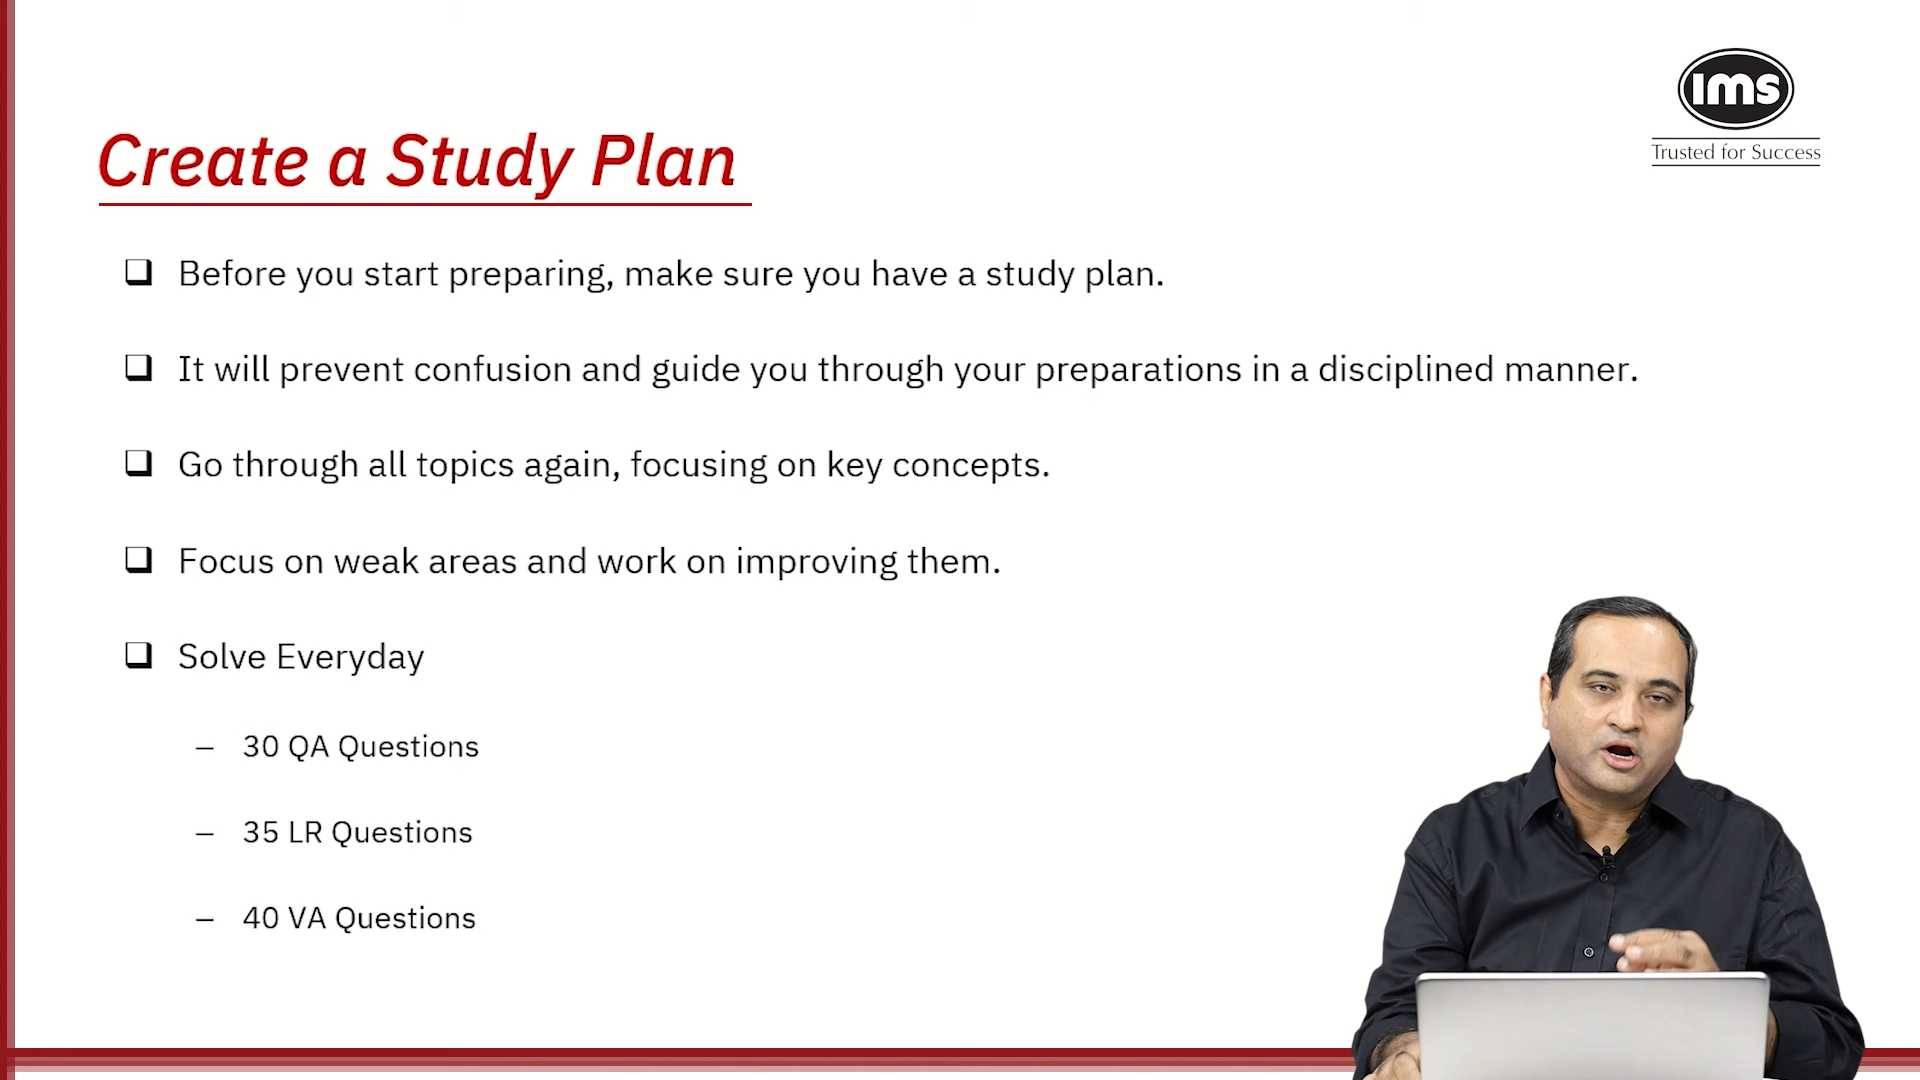 ims
Trusted for Success
Create a Study Plan
Before you start preparing, make sure you have a study plan.
It will prevent confusion and guide you through your preparations in a disciplined manner.
Go through all topics again, focusing on key concepts.
Focus on weak areas and work on improving them.
Solve Everyday
– 30 QA Questions
– 35 LR Questions
– 40 VA Questions